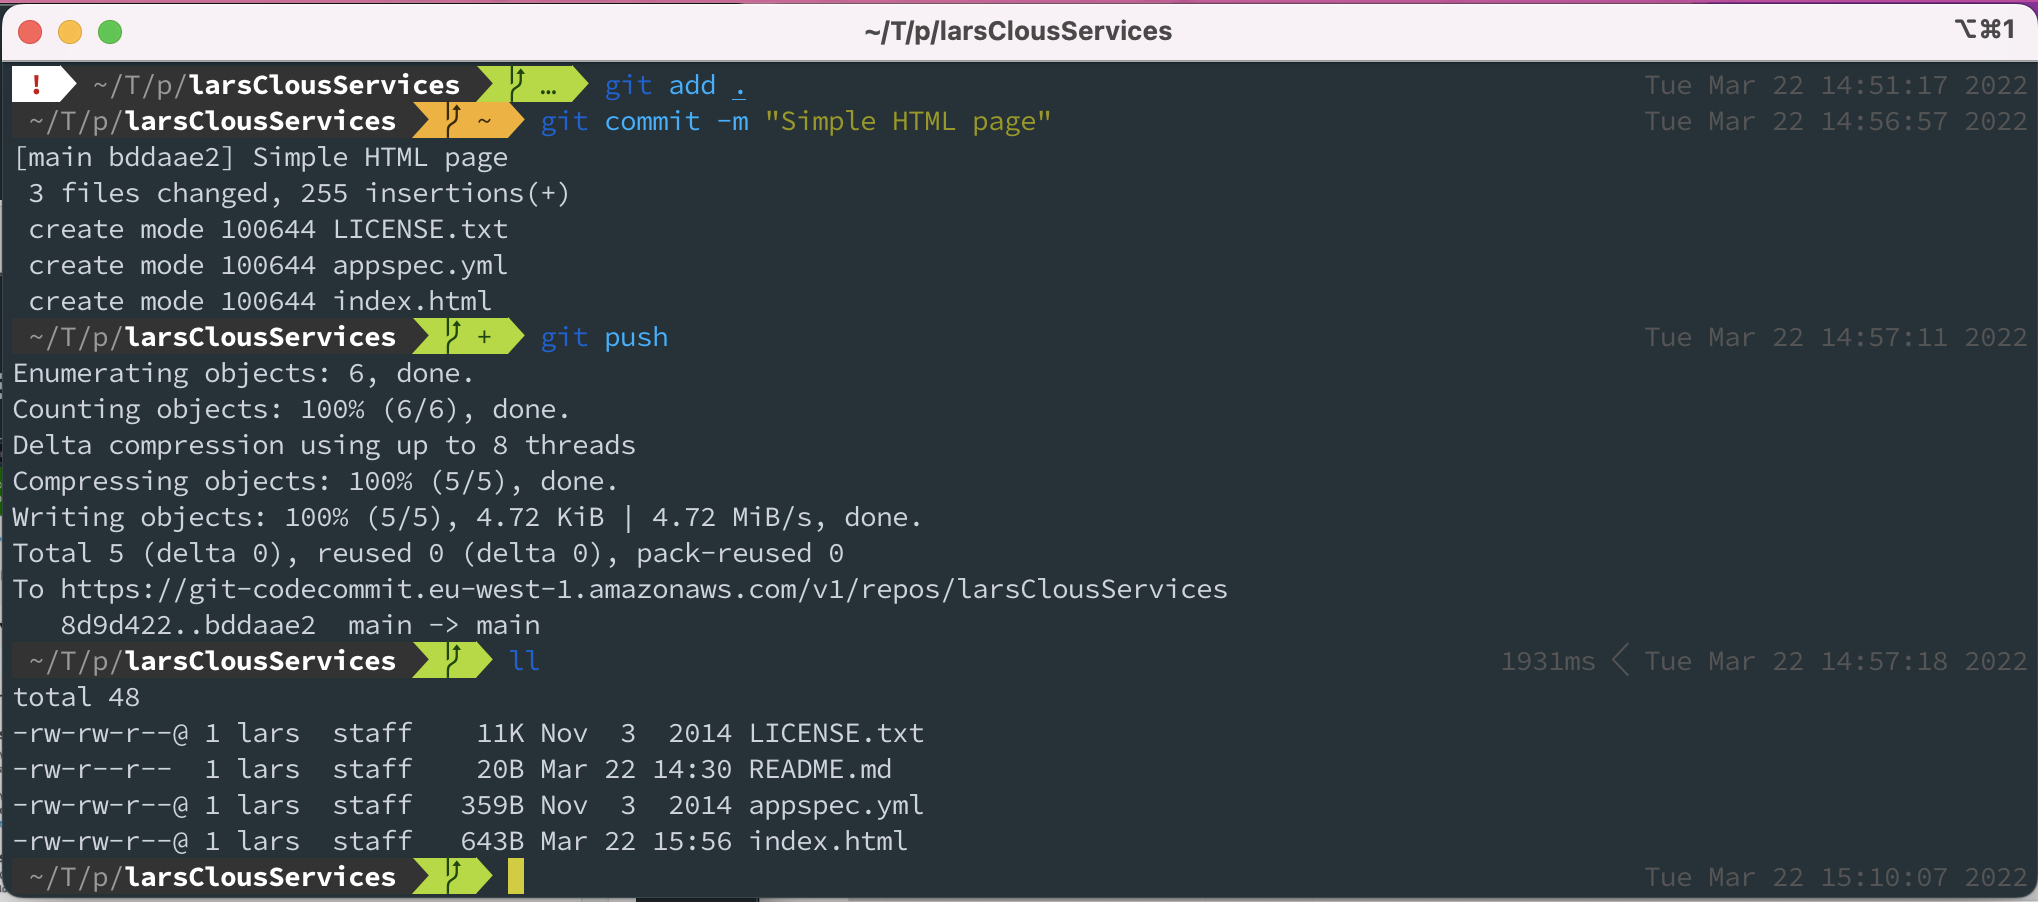 ~/T/p/larsClousServices ⌥⌘1
! ~/T/p/larsClousServices … git add . Tue Mar 22 14:51:17 2022
~/T/p/larsClousServices ~ git commit -m "Simple HTML page" Tue Mar 22 14:56:57 2022
[main bddaae2] Simple HTML page
3 files changed, 255 insertions(+)
create mode 100644 LICENSE.txt
create mode 100644 appspec.yml
create mode 100644 index.html
~/T/p/larsClousServices + git push Tue Mar 22 14:57:11 2022
Enumerating objects: 6, done.
Counting objects: 100% (6/6), done.
Delta compression using up to 8 threads
Compressing objects: 100% (5/5), done.
Writing objects: 100% (5/5), 4.72 KiB | 4.72 MiB/s, done.
Total 5 (delta 0), reused 0 (delta 0), pack-reused 0
To https://git-codecommit.eu-west-1.amazonaws.com/v1/repos/larsClousServices
8d9d422..bddaae2 main -> main
~/T/p/larsClousServices ll 1931ms Tue Mar 22 14:57:18 2022
total 48
-rw-rw-r--@ 1 lars staff 11K Nov 3 2014 LICENSE.txt
-rw-r--r-- 1 lars staff 20B Mar 22 14:30 README.md
-rw-rw-r--@ 1 lars staff 359B Nov 3 2014 appspec.yml
-rw-rw-r--@ 1 lars staff 643B Mar 22 15:56 index.html
~/T/p/larsClousServices Tue Mar 22 15:10:07 2022